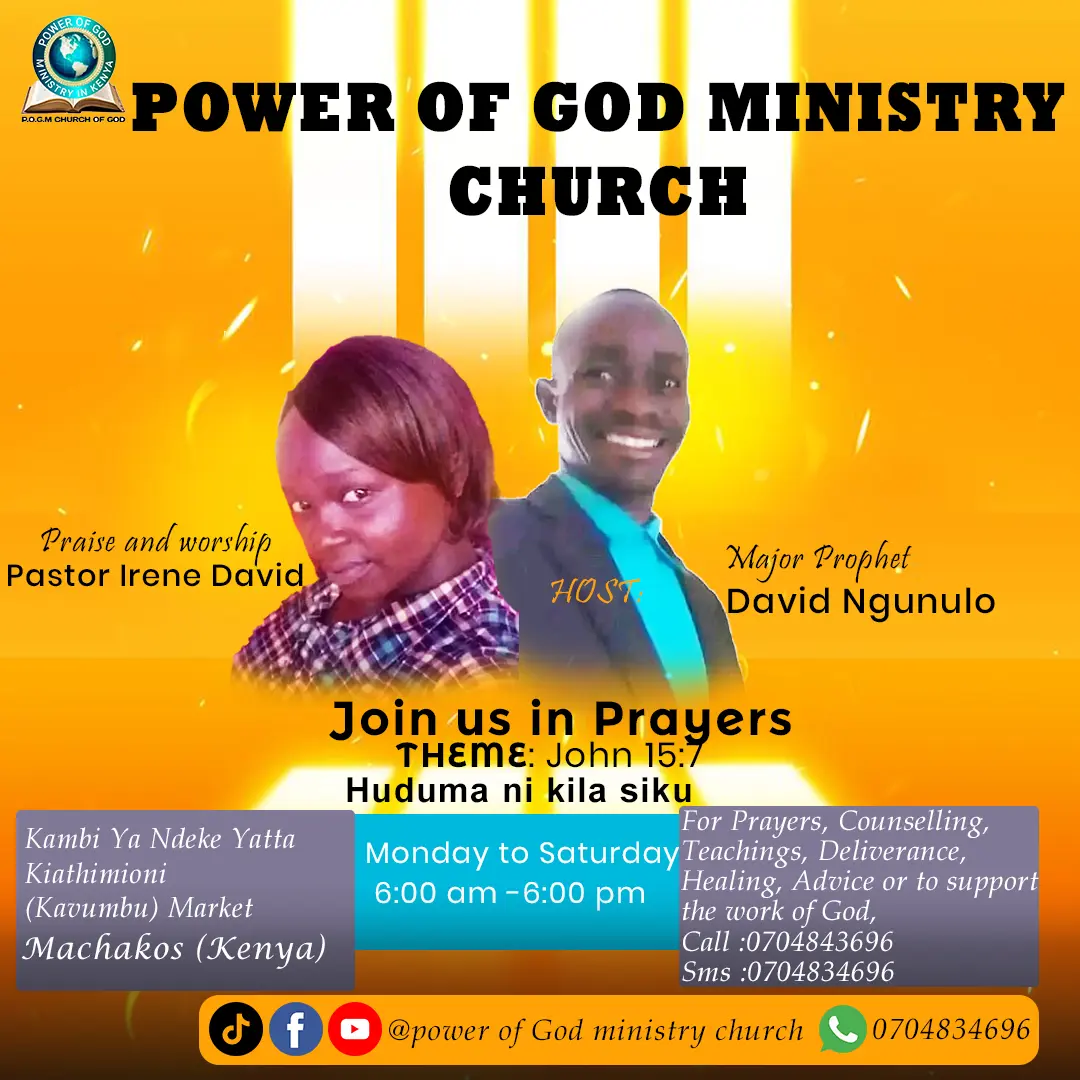 POWER OF GOD
MINISTRY IN KENYA
P.O.G.M CHURCH OF GOD
POWER OF GOD MINISTRY
CHURCH
Praise and worship
Pastor Irene David
HOST:
Major Prophet
David Ngunulo
Join us in Prayers
THEME: John 15:7
Huduma ni kila siku
Kambi Ya Ndeke Yatta
Kiathimioni
(Kavumbu) Market
Machakos (Kenya)
Monday to Saturday
6:00 am -6:00 pm
For Prayers, Counselling,
Teachings, Deliverance,
Healing, Advice or to support
the work of God,
Call :0704843696
Sms :0704834696
@power of God ministry church
0704834696